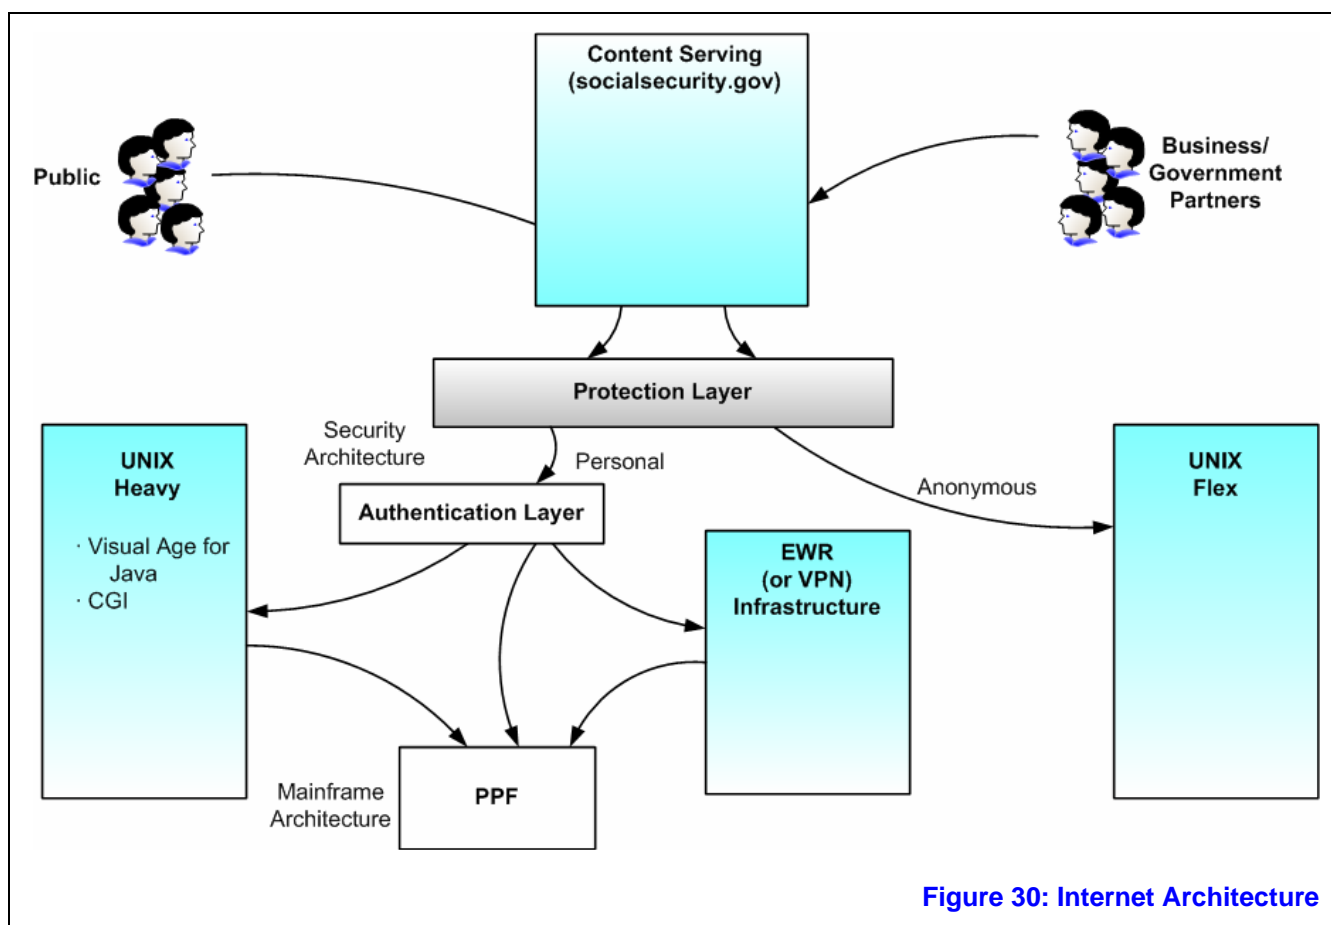 Content Serving
(socialsecurity.gov)
Public
Business/
Government
Partners
Protection Layer
Security
Architecture
Personal
Anonymous
UNIX
Heavy
· Visual Age for
Java
· CGI
Authentication Layer
EWR
(or VPN)
Infrastructure
UNIX
Flex
Mainframe
Architecture
PPF
Figure 30: Internet Architecture